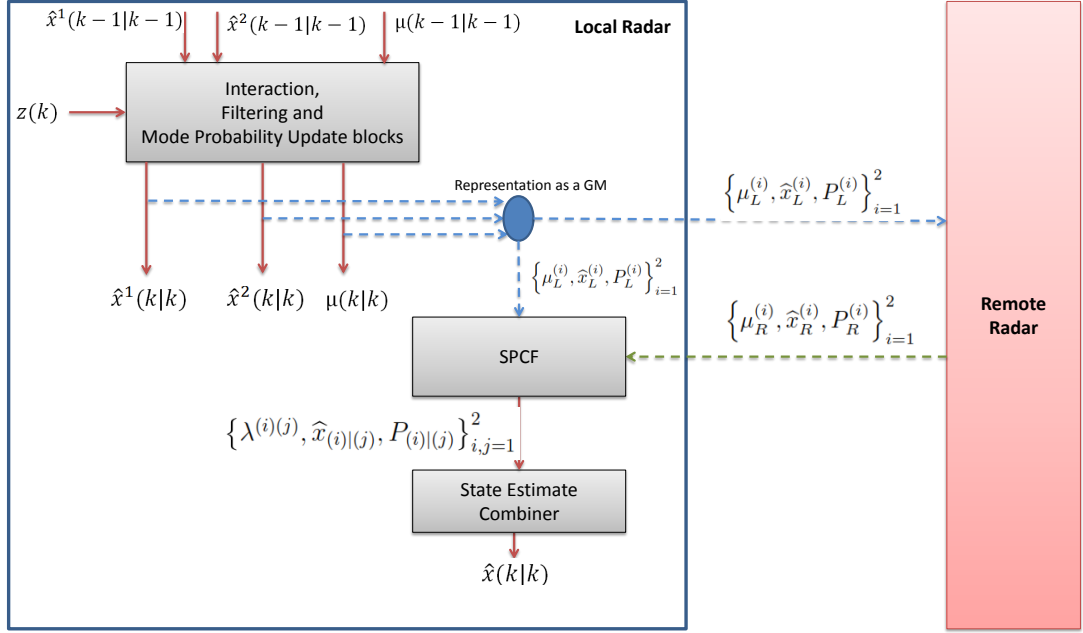 x̂¹(k−1|k−1) x̂²(k−1|k−1) μ(k−1|k−1)
Local Radar
z(k)
Interaction,
Filtering and
Mode Probability Update blocks
Representation as a GM
{μ_L^(i), x̂_L^(i), P_L^(i)}_{i=1}^2
{μ_L^(i), x̂_L^(i), P_L^(i)}_{i=1}^2
x̂¹(k|k) x̂²(k|k) μ(k|k)
{μ_R^(i), x̂_R^(i), P_R^(i)}_{i=1}^2
Remote
Radar
SPCF
{λ^(i)(j), x̂_(i)|(j), P_(i)|(j)}_{i,j=1}^2
State Estimate
Combiner
x̂(k|k)